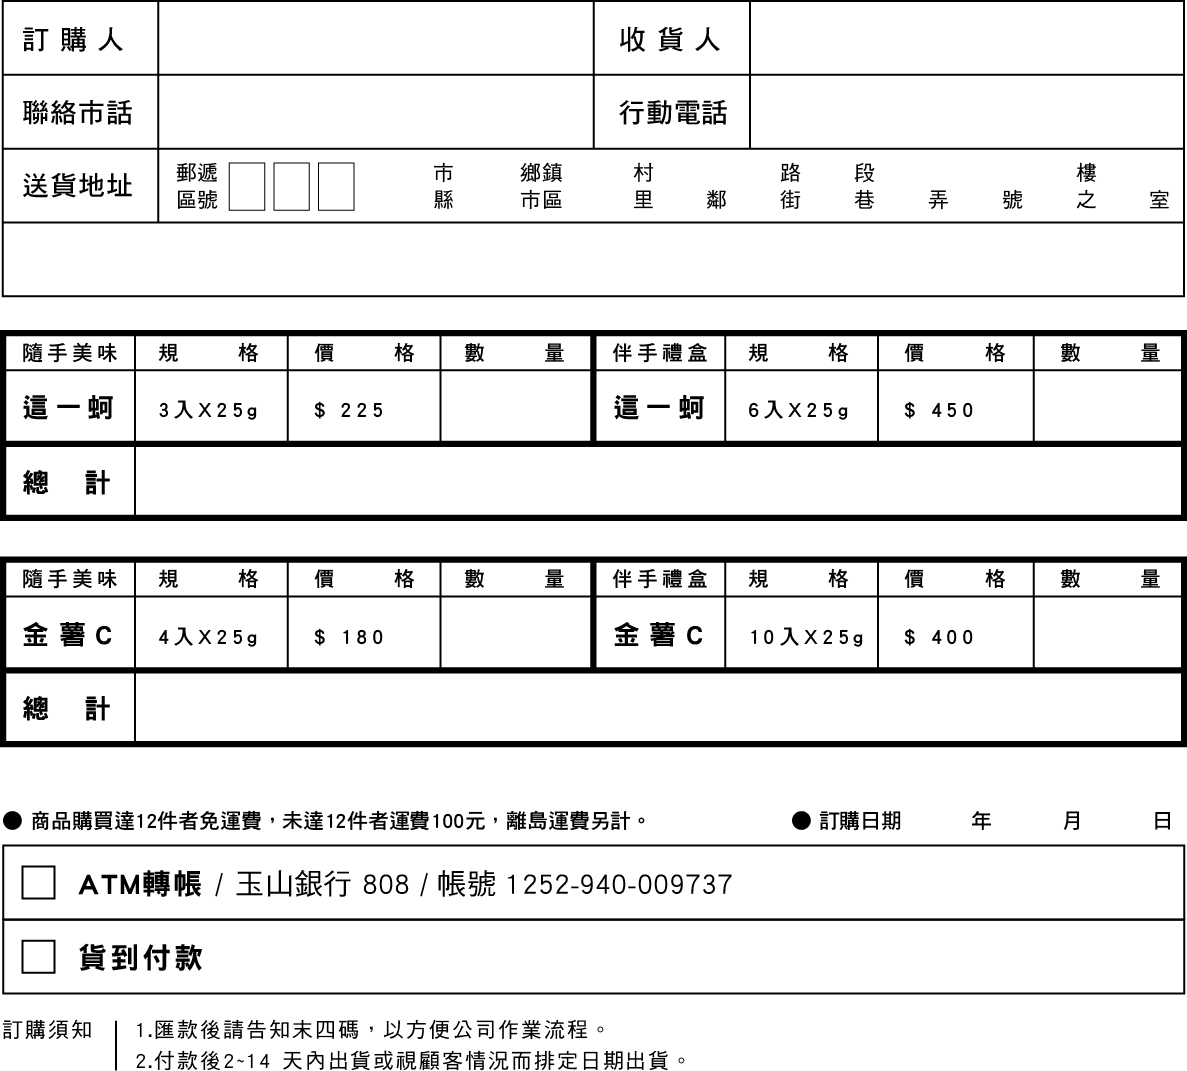 訂購人 收貨人
聯絡市話 行動電話
送貨地址 郵遞區號 市縣 鄉鎮市區 村里 鄰 路街 段巷 弄 號 樓之 室
隨手美味 規格 價格 數量 伴手禮盒 規格 價格 數量
這一蚵 3入X25g $ 225 這一蚵 6入X25g $ 450
總計
隨手美味 規格 價格 數量 伴手禮盒 規格 價格 數量
金薯C 4入X25g $ 180 金薯C 10入X25g $ 400
總計
● 商品購買達12件者免運費，未達12件者運費100元，離島運費另計。 ● 訂購日期 年 月 日
ATM轉帳 / 玉山銀行 808 / 帳號 1252-940-009737
貨到付款
訂購須知 1.匯款後請告知末四碼，以方便公司作業流程。
2.付款後2~14 天內出貨或視顧客情況而排定日期出貨。